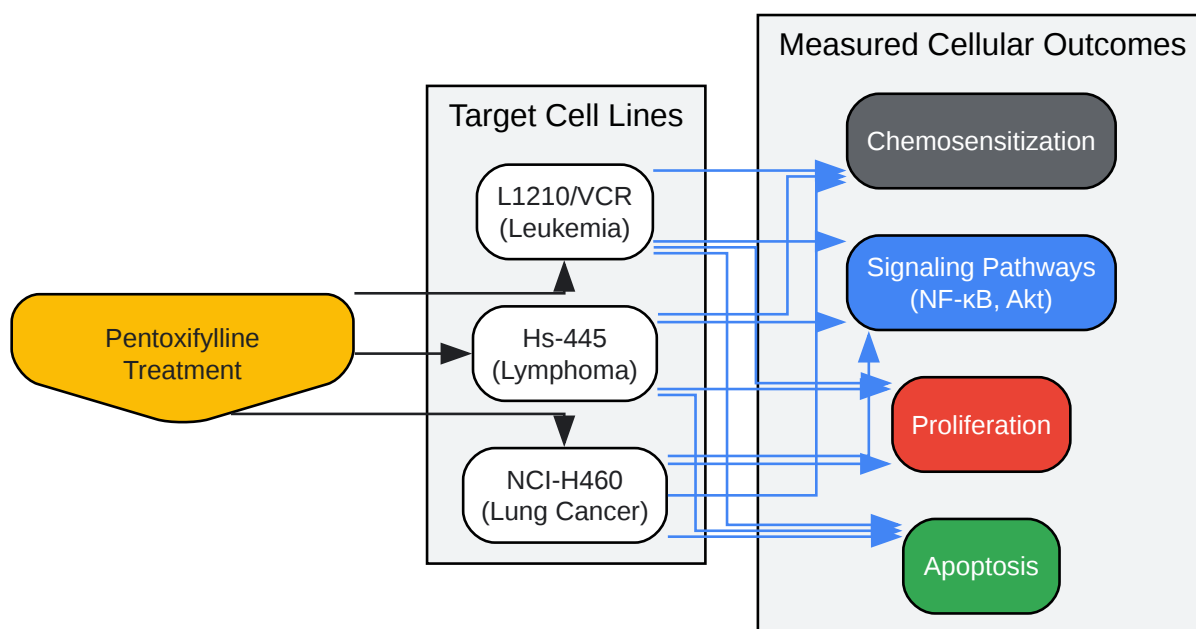 Measured Cellular Outcomes
Target Cell Lines
Chemosensitization
L1210/VCR
(Leukemia)
Signaling Pathways
(NF-κB, Akt)
Pentoxifylline
Treatment
Hs-445
(Lymphoma)
Proliferation
NCI-H460
(Lung Cancer)
Apoptosis